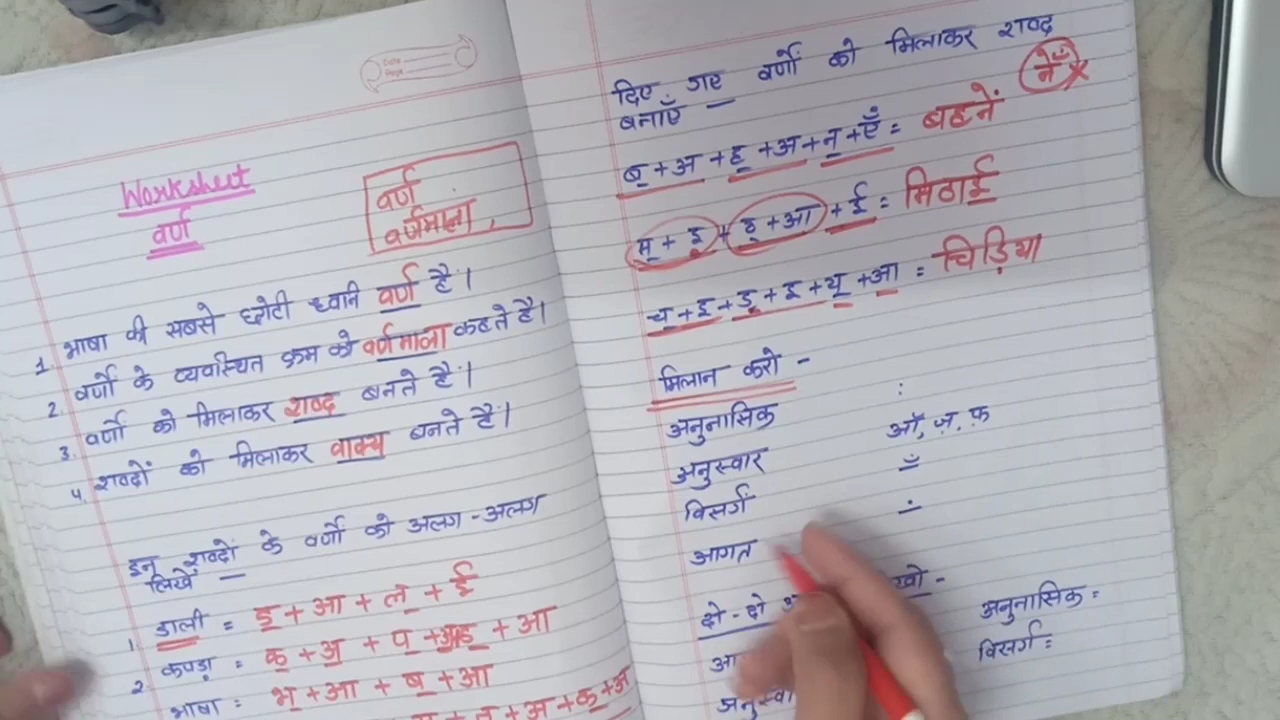 Date
Page
Worksheet
वर्ण
वर्ण
वर्णमाला,
1. भाषा की सबसे छोटी ध्वनि वर्ण है।
2. वर्णों के व्यवस्थित क्रम को वर्णमाला कहते है।
3. वर्णो को मिलाकर शब्द बनते है।
4. शब्दों को मिलाकर वाक्य बनते है।
इन शब्दों के वर्णो को अलग-अलग
लिखें
1. डाली = ड्+आ+ल्+ई
2. कपड़ा = क्+अ+प्+अ+ड़्+आ
भाषा: भ्+आ+ष्+आ
+अ+क्+अ
दिए गए वर्णों को मिलाकर शब्द
बनाएँ
नेँ
ब्+अ+ह्+अ+न्+एँ= बहनें
म्+इ+ठ्+आ+ई= मिठाई
च्+इ+ड़्+इ+य्+आ = चिड़िया
मिलान करो -
अनुनासिक :
अनुस्वार ऑ, ज़, फ़
विसर्ग ँ
आगत ं
दो-दो
अनुनासिक =
विसर्ग: